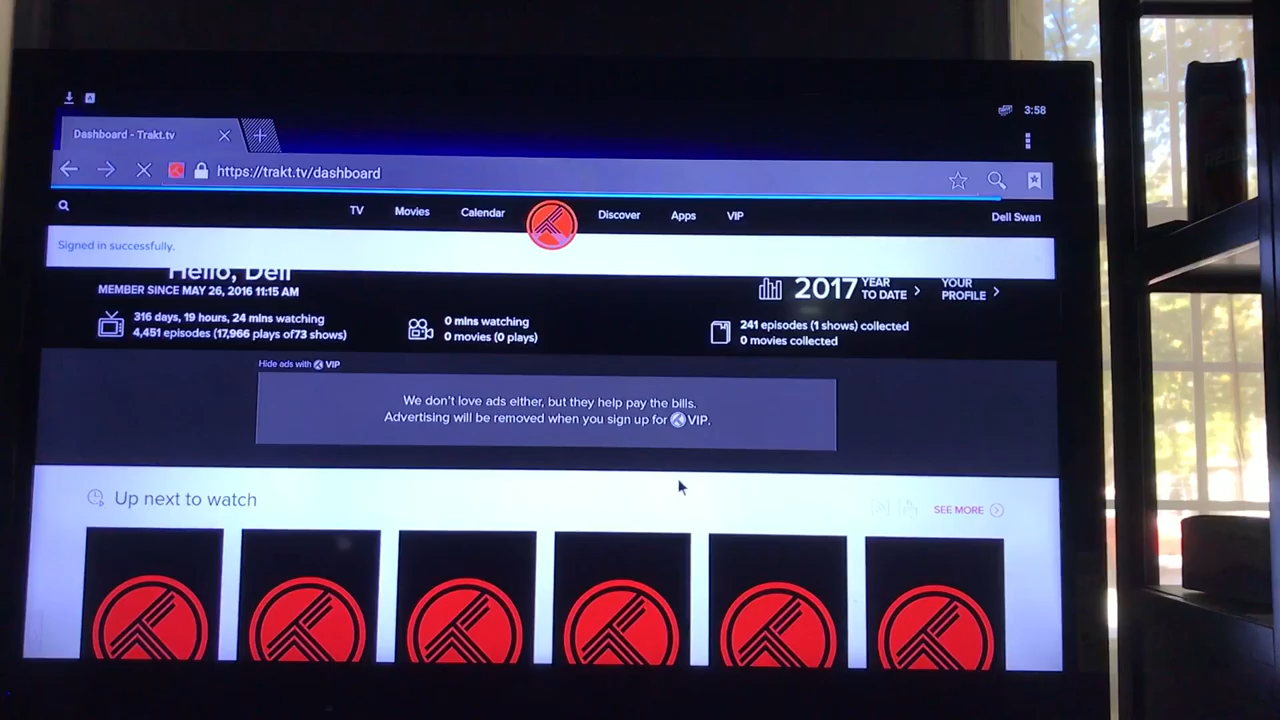 3:58
Dashboard - Trakt.tv
https://trakt.tv/dashboard
TV Movies Calendar Discover Apps VIP Dell Swan
Signed in successfully.
Hello, Dell
MEMBER SINCE MAY 26, 2016 11:15 AM
2017 YEAR TO DATE
YOUR PROFILE
316 days, 19 hours, 24 mins watching
4,451 episodes (17,966 plays of73 shows)
0 mins watching
0 movies (0 plays)
241 episodes (1 shows) collected
0 movies collected
Hide ads with VIP
We don't love ads either, but they help pay the bills.
Advertising will be removed when you sign up for VIP.
Up next to watch
SEE MORE